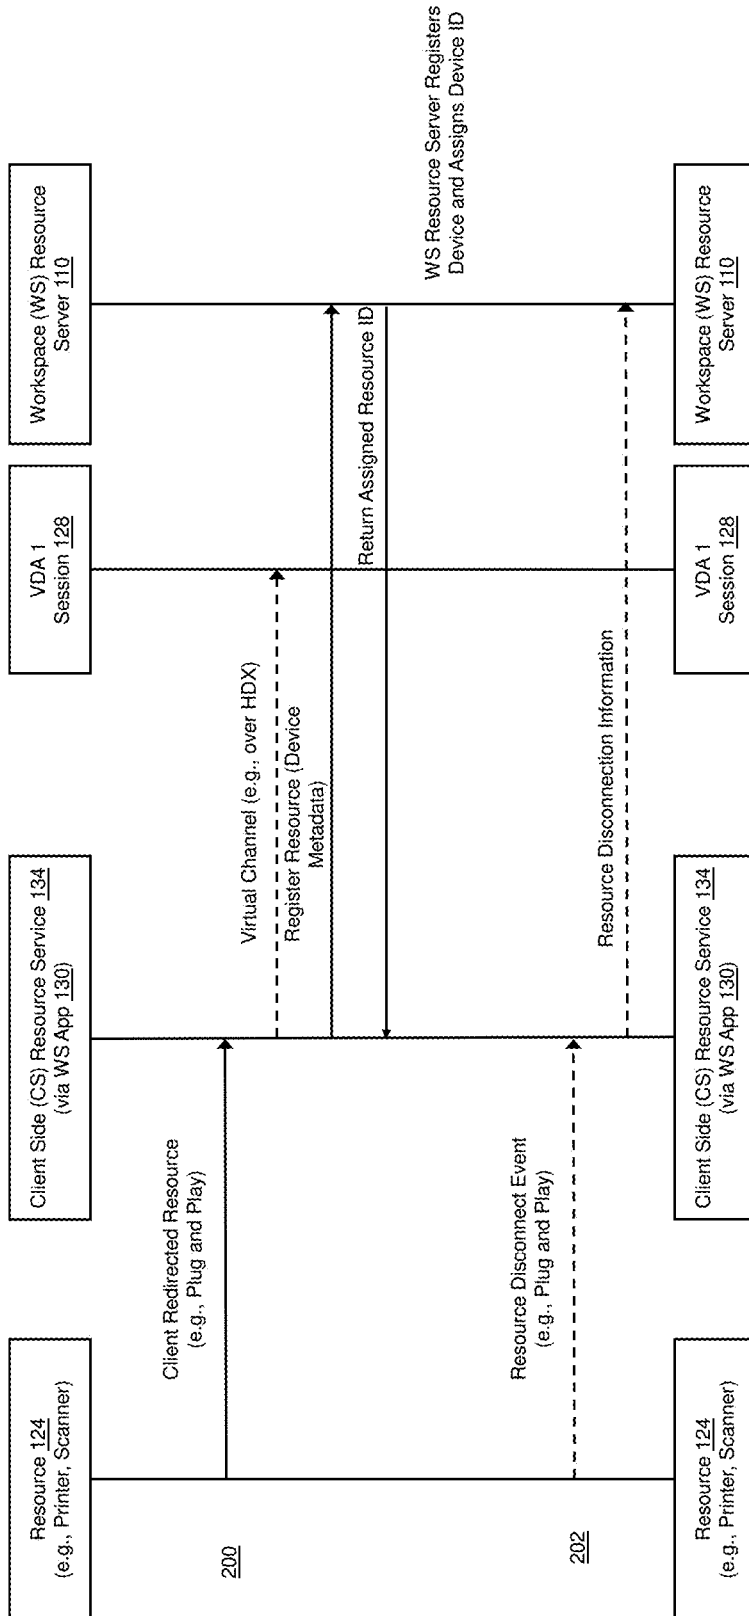 Resource 124
(e.g., Printer, Scanner)
Client Side (CS) Resource Service 134
(via WS App 130)
VDA 1
Session 128
Workspace (WS) Resource
Server 110
200
Client Redirected Resource
(e.g., Plug and Play)
Virtual Channel (e.g., over HDX)
Register Resource (Device
Metadata)
Return Assigned Resource ID
WS Resource Server Registers
Device and Assigns Device ID
202
Resource Disconnect Event
(e.g., Plug and Play)
Resource Disconnection Information
Resource 124
(e.g., Printer, Scanner)
Client Side (CS) Resource Service 134
(via WS App 130)
VDA 1
Session 128
Workspace (WS) Resource
Server 110